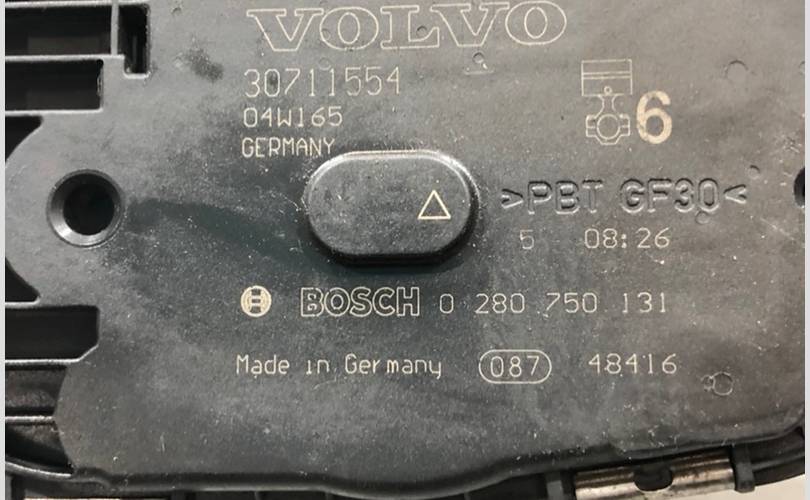 VOLVO
30711554
04W165
GERMANY
6
>PBT GF30<
5 08:26
BOSCH 0 280 750 131
Made in Germany 087 48416